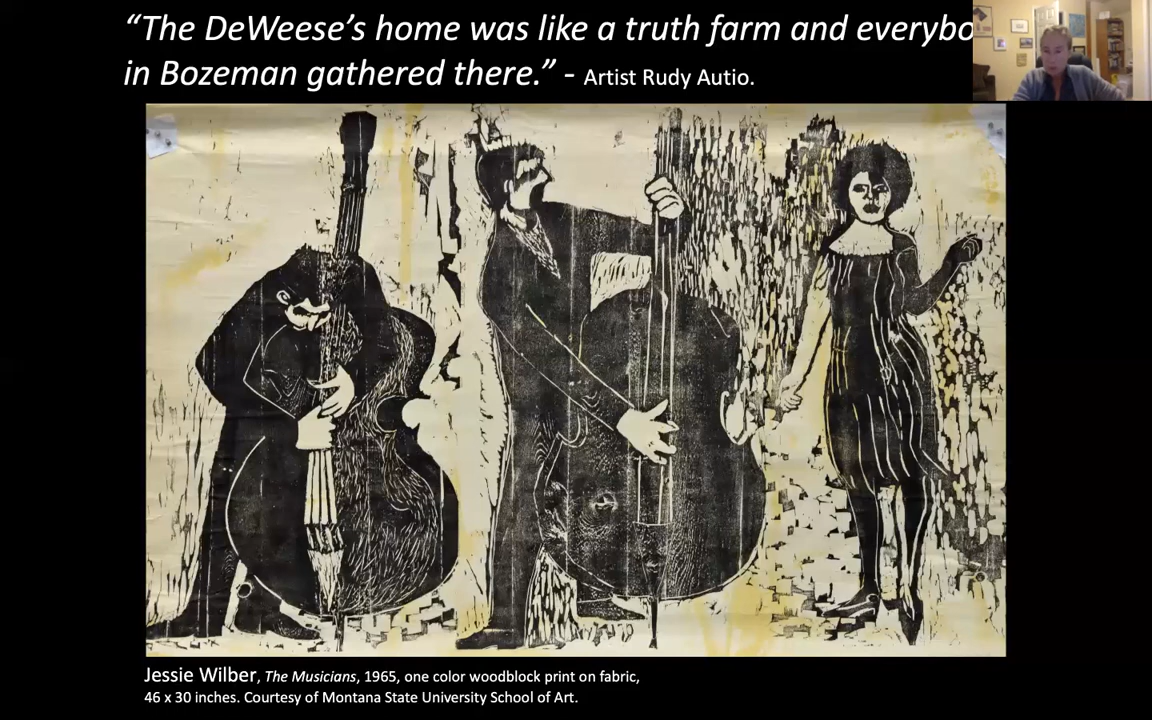 “The DeWeese’s home was like a truth farm and
in Bozeman gathered there.” - Artist Rudy Autio.
Jessie Wilber, The Musicians, 1965, one color woodblock print on fabric,
46 x 30 inches. Courtesy of Montana State University School of Art.